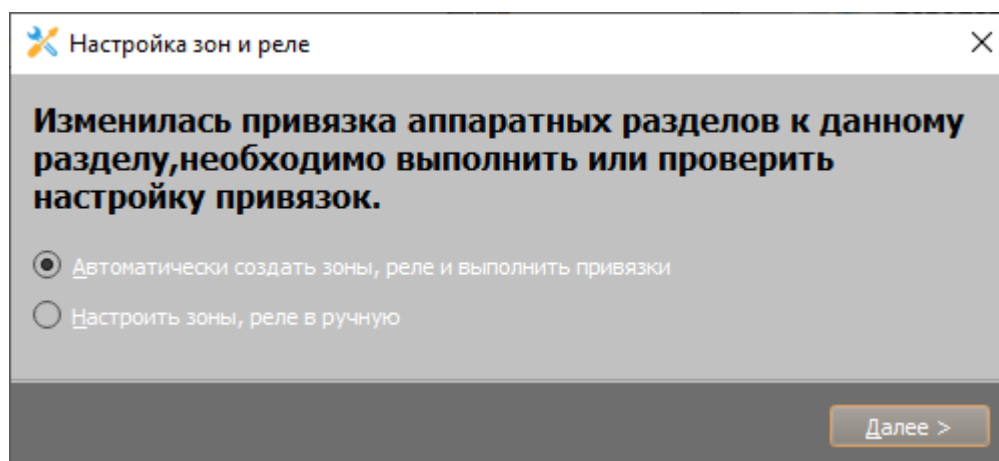 Настройка зон и реле
Изменилась привязка аппаратных разделов к данному
разделу,необходимо выполнить или проверить
настройку привязок.
Автоматически создать зоны, реле и выполнить привязки
Настроить зоны, реле в ручную
Далее >